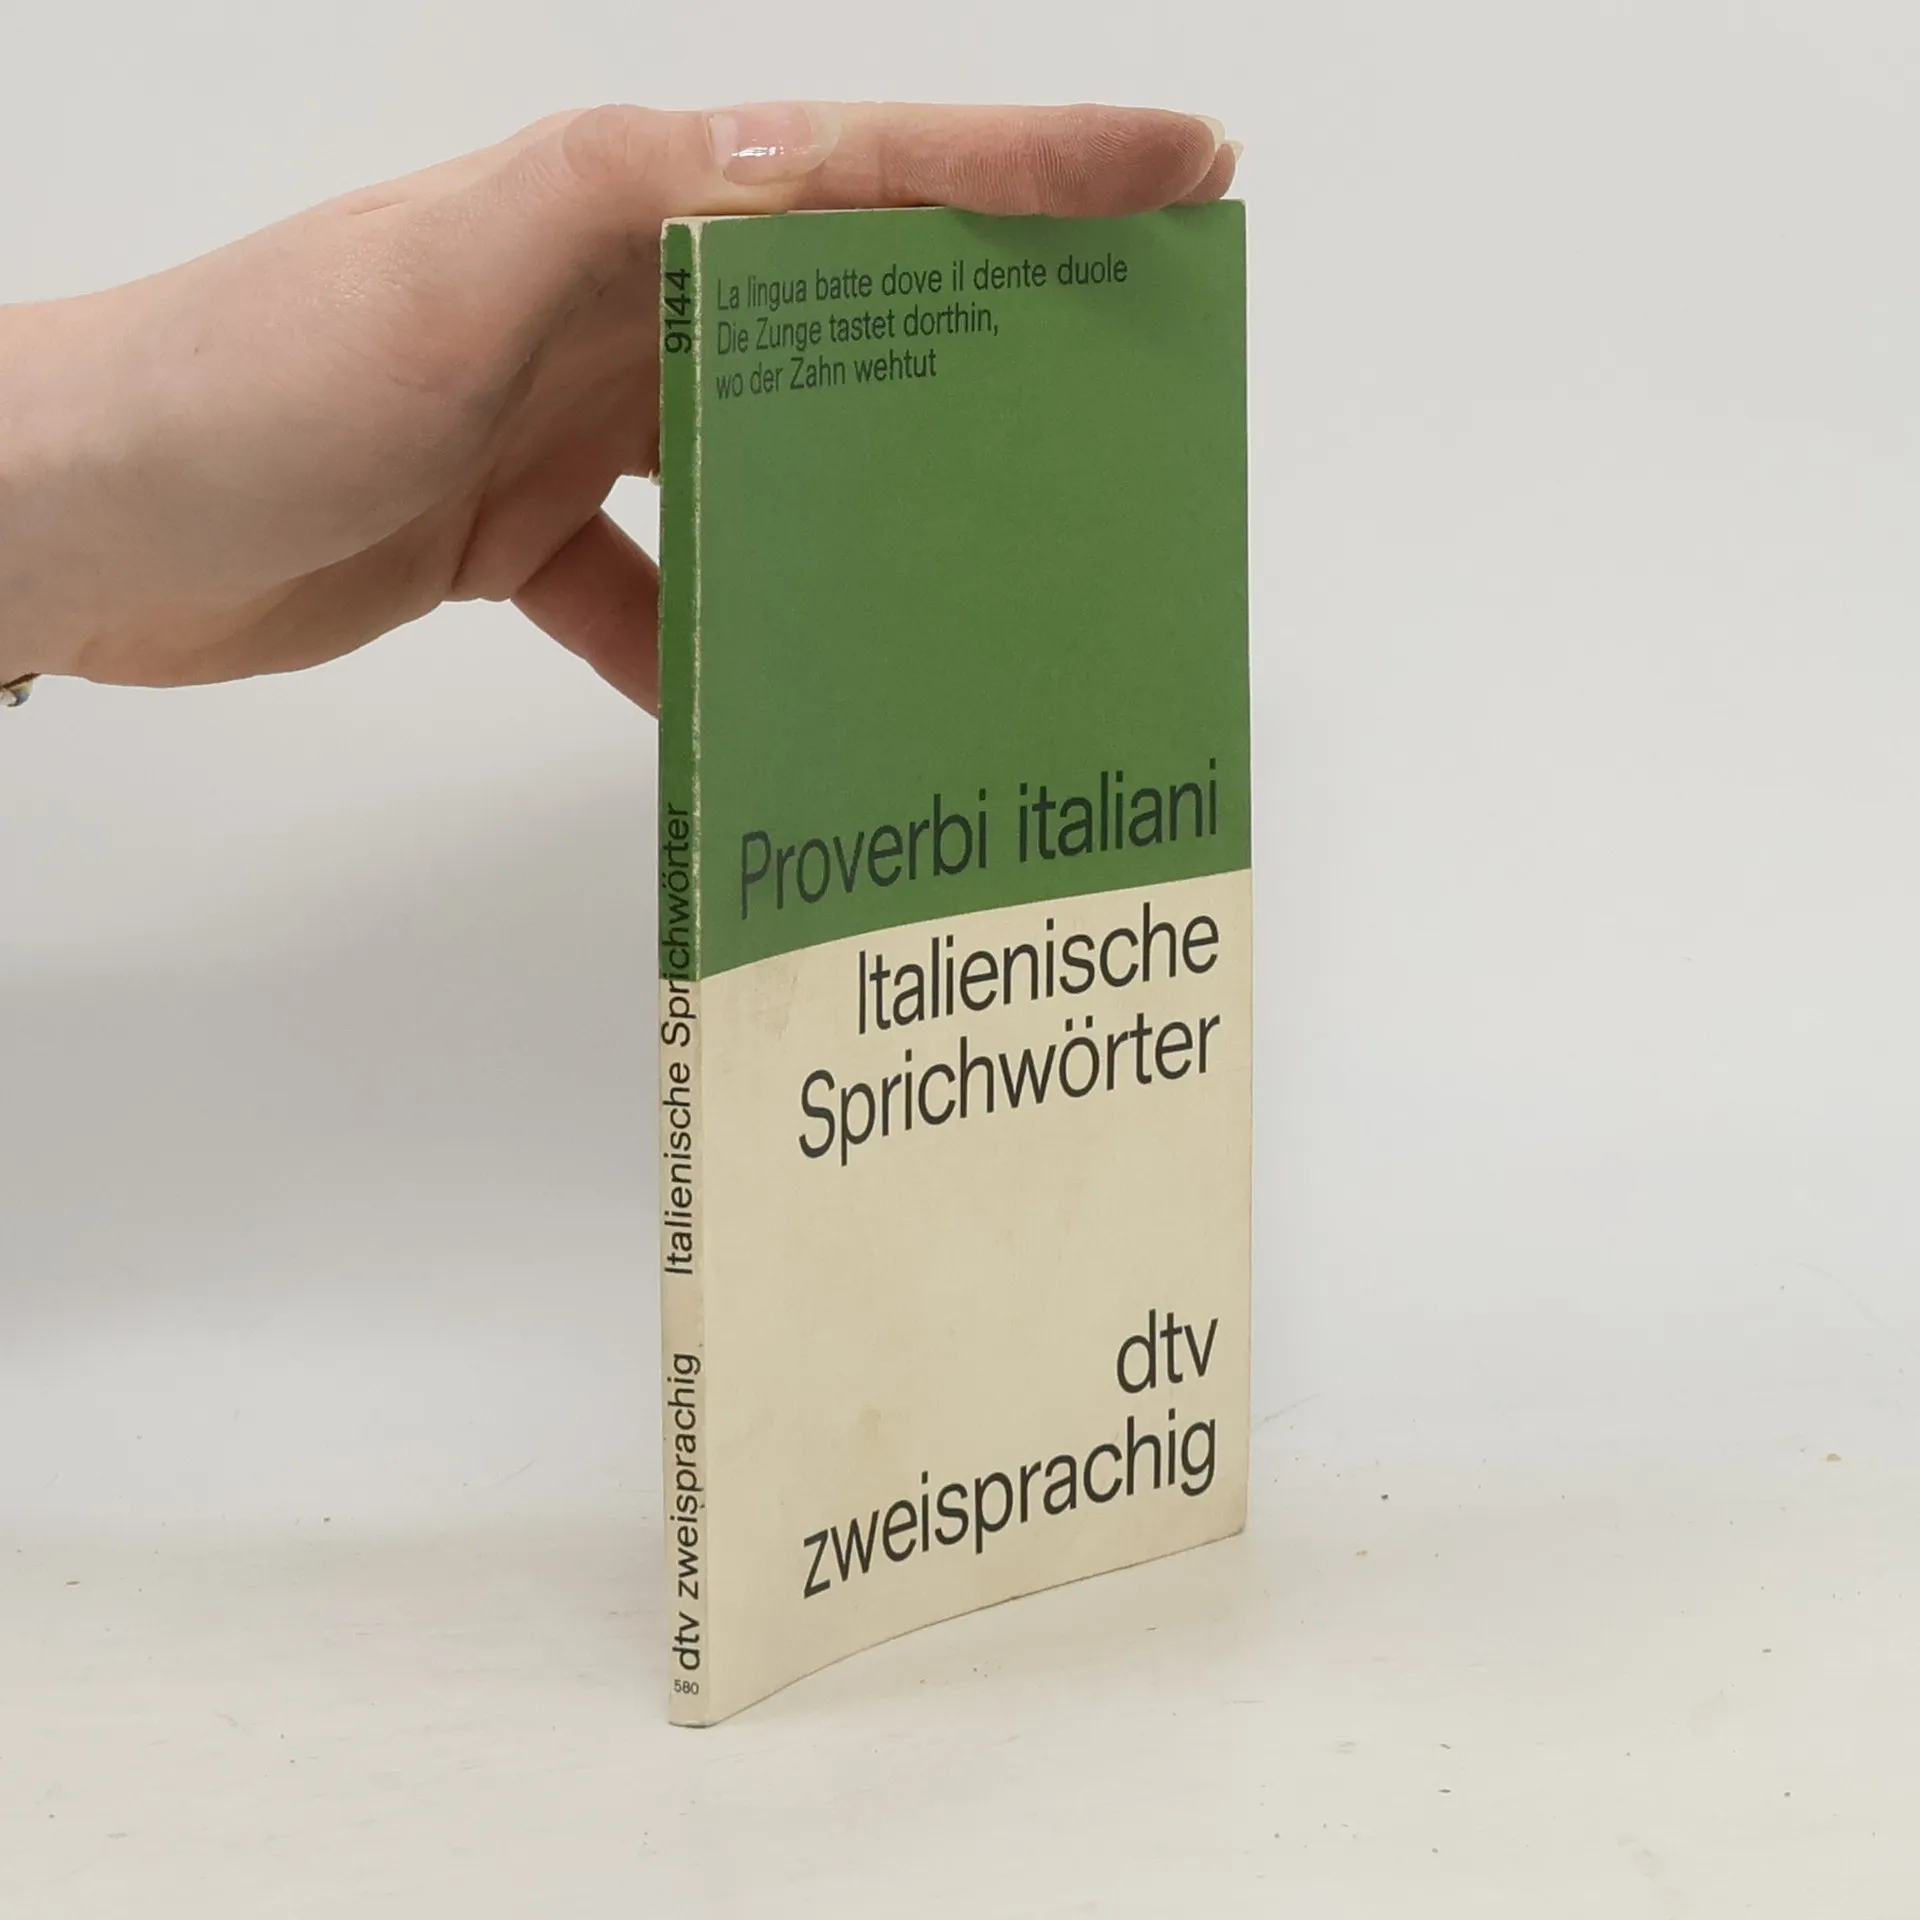 La lingua batte dove il dente duole
Die Zunge tastet dorthin,
wo der Zahn wehtut
Proverbi italiani
Italienische
Sprichwörter
dtv
zweisprachig
580 dtv zweisprachig Italienische Sprichwörter 9144